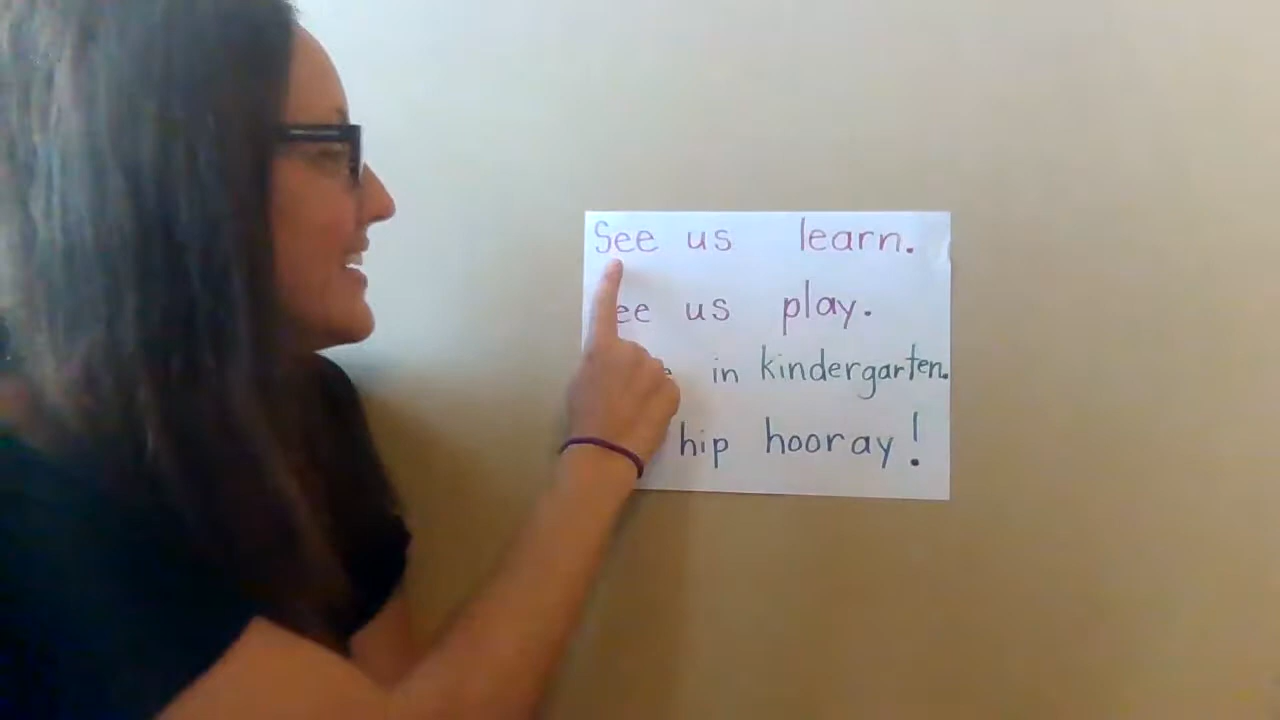 See us learn.
ee us play.
in kindergarten.
hip hooray!